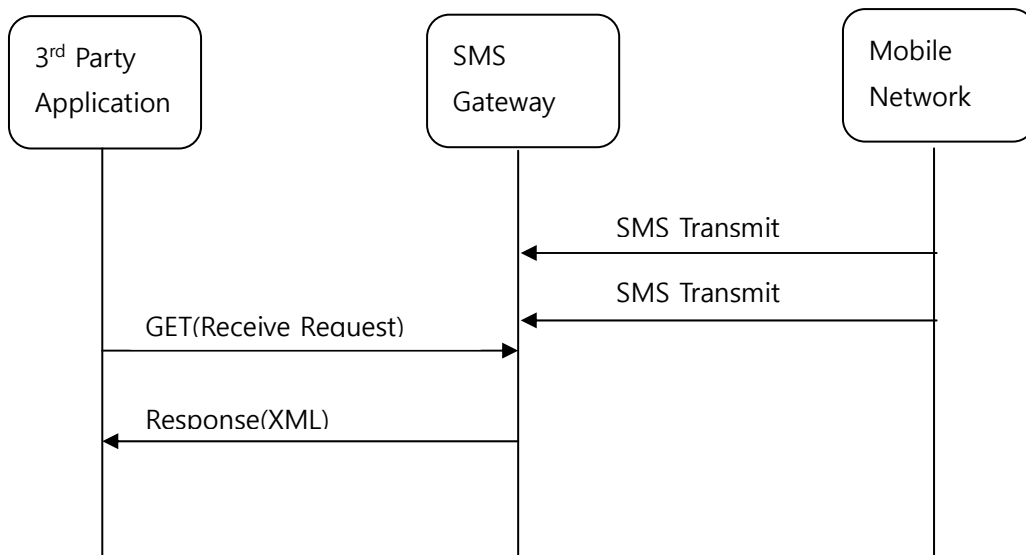 3rd Party
Application
SMS
Gateway
Mobile
Network
SMS Transmit
SMS Transmit
GET(Receive Request)
Response(XML)